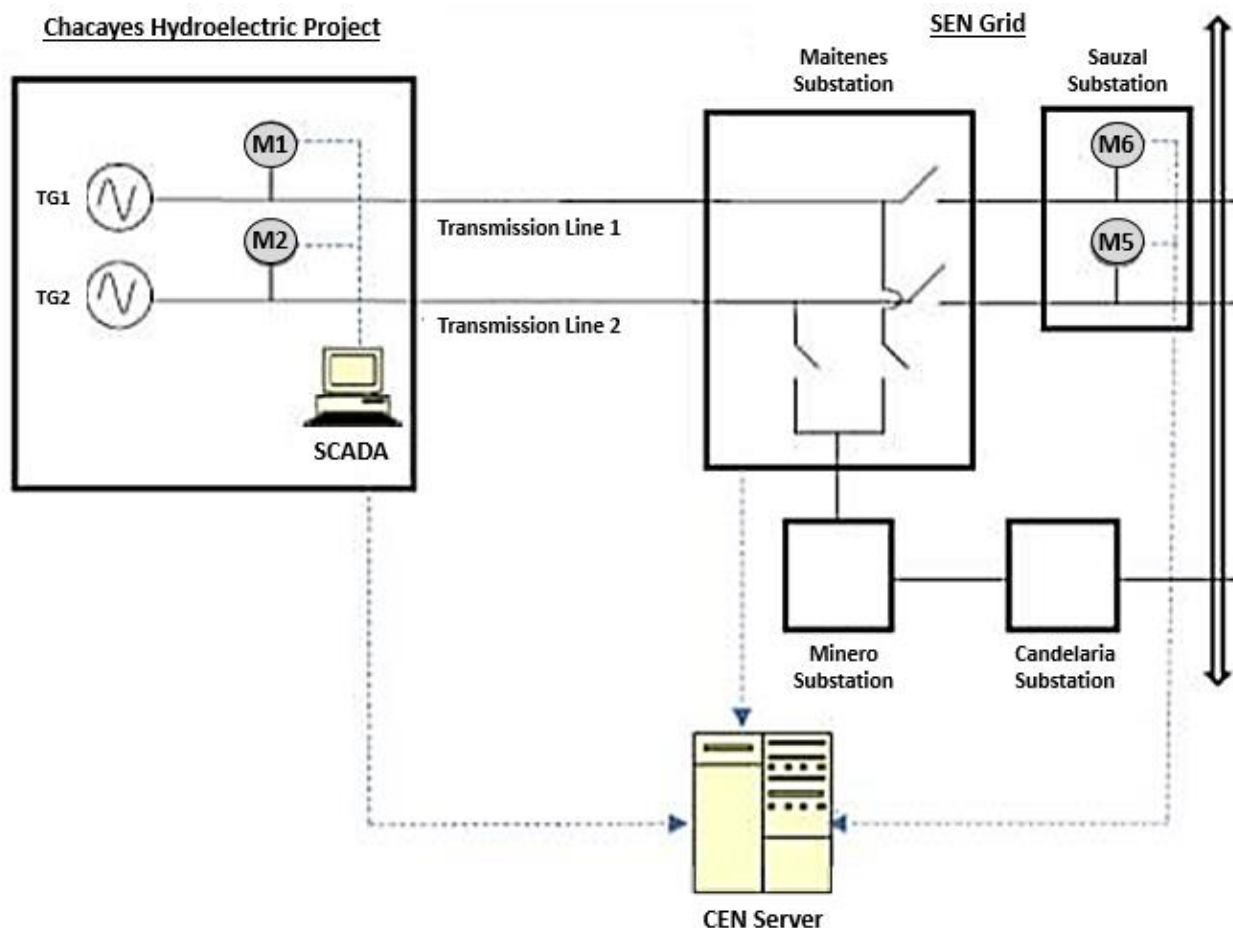 Chacayes Hydroelectric Project
SEN Grid
Maitenes
Substation
Sauzal
Substation
M1
M6
TG1
Transmission Line 1
M2
M5
TG2
Transmission Line 2
SCADA
Minero
Substation
Candelaria
Substation
CEN Server